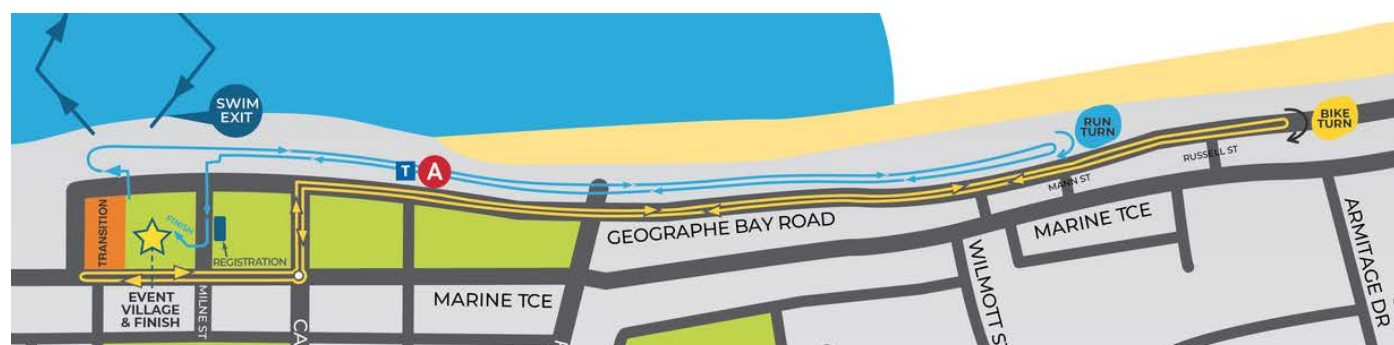 SWIM
EXIT
RUN
TURN
BIKE
TURN
T
A
RUSSELL ST
MANN ST
TRANSITION
FINISH
REGISTRATION
GEOGRAPHE BAY ROAD
MARINE TCE
ARMITAGE DR
WILMOTT S
EVENT
VILLAGE
& FINISH
MILNE ST
CA
MARINE TCE